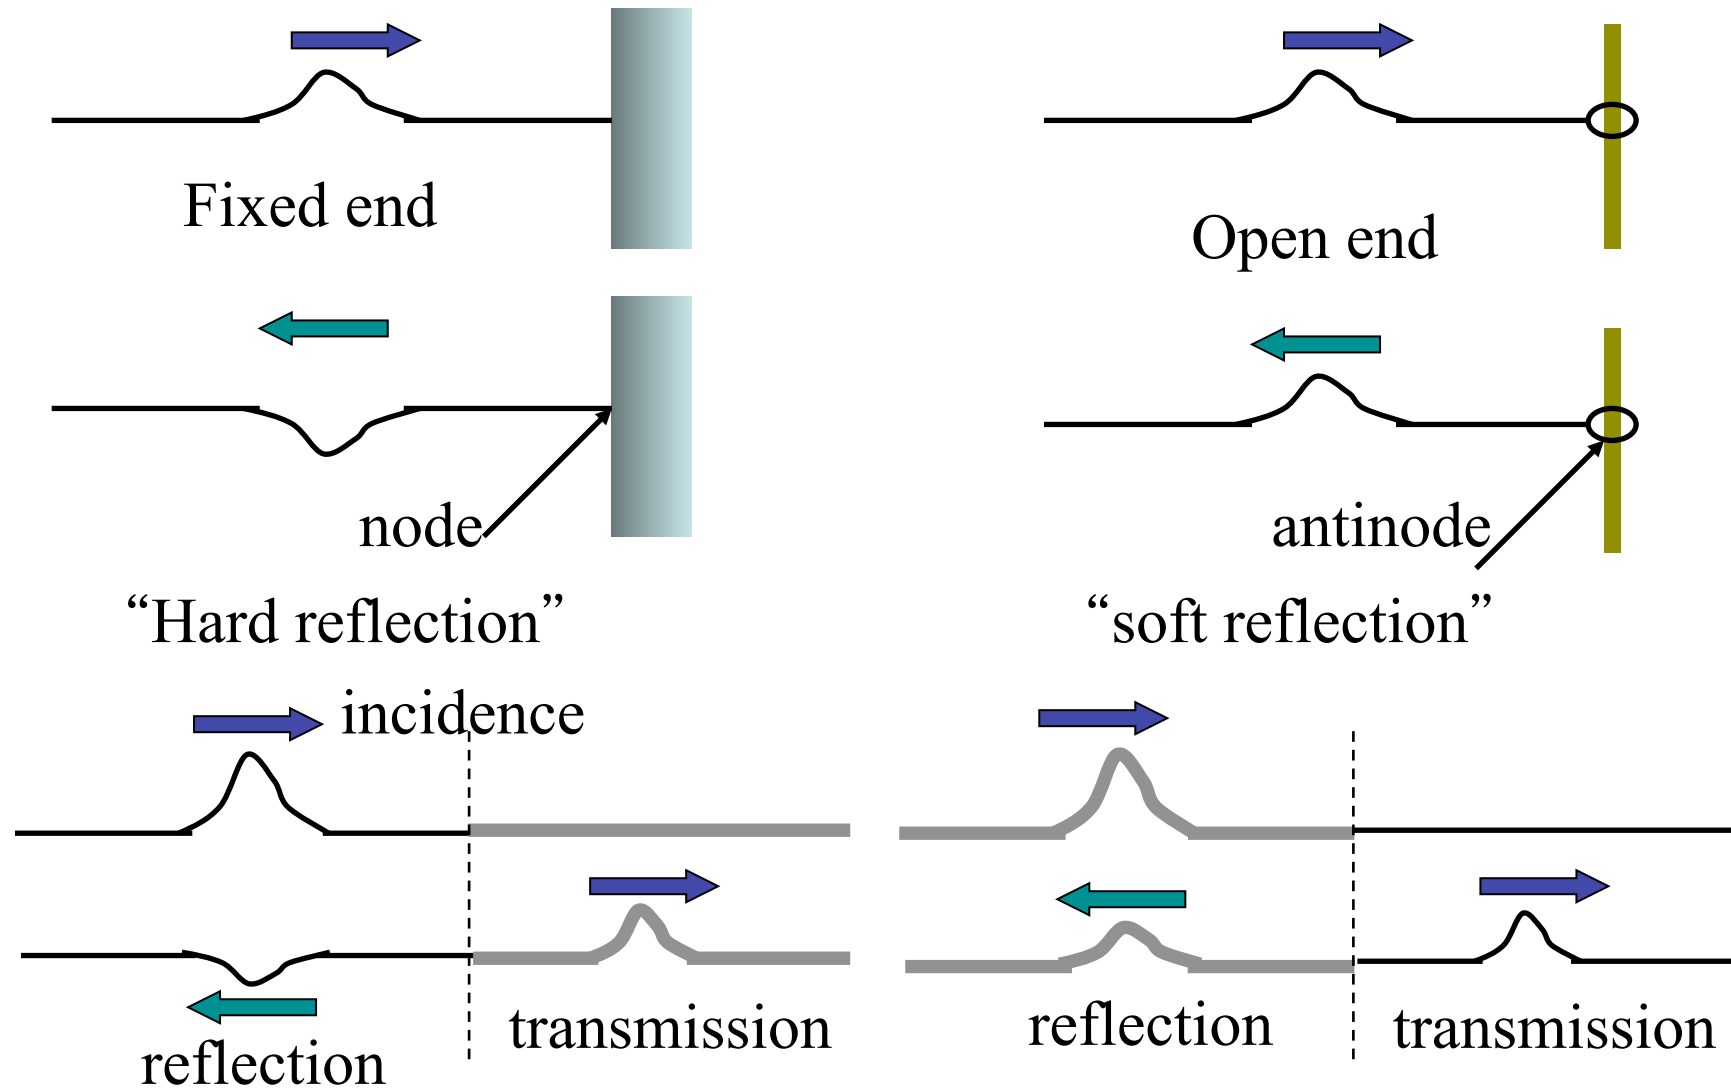 Fixed end
Open end
node
antinode
“Hard reflection”
“soft reflection”
incidence
reflection
transmission
reflection
transmission